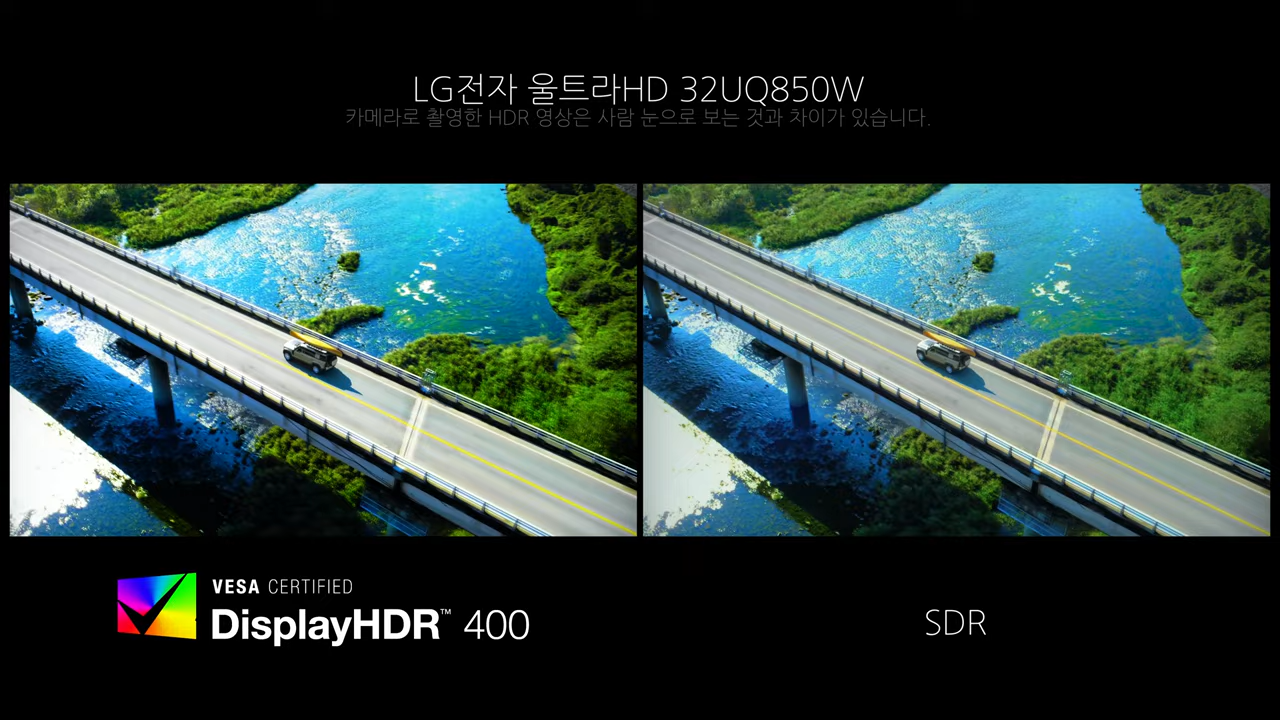 LG전자 울트라HD 32UQ850W
카메라로 촬영한 HDR 영상은 사람 눈으로 보는 것과 차이가 있습니다.
VESA CERTIFIED
DisplayHDR™ 400
SDR